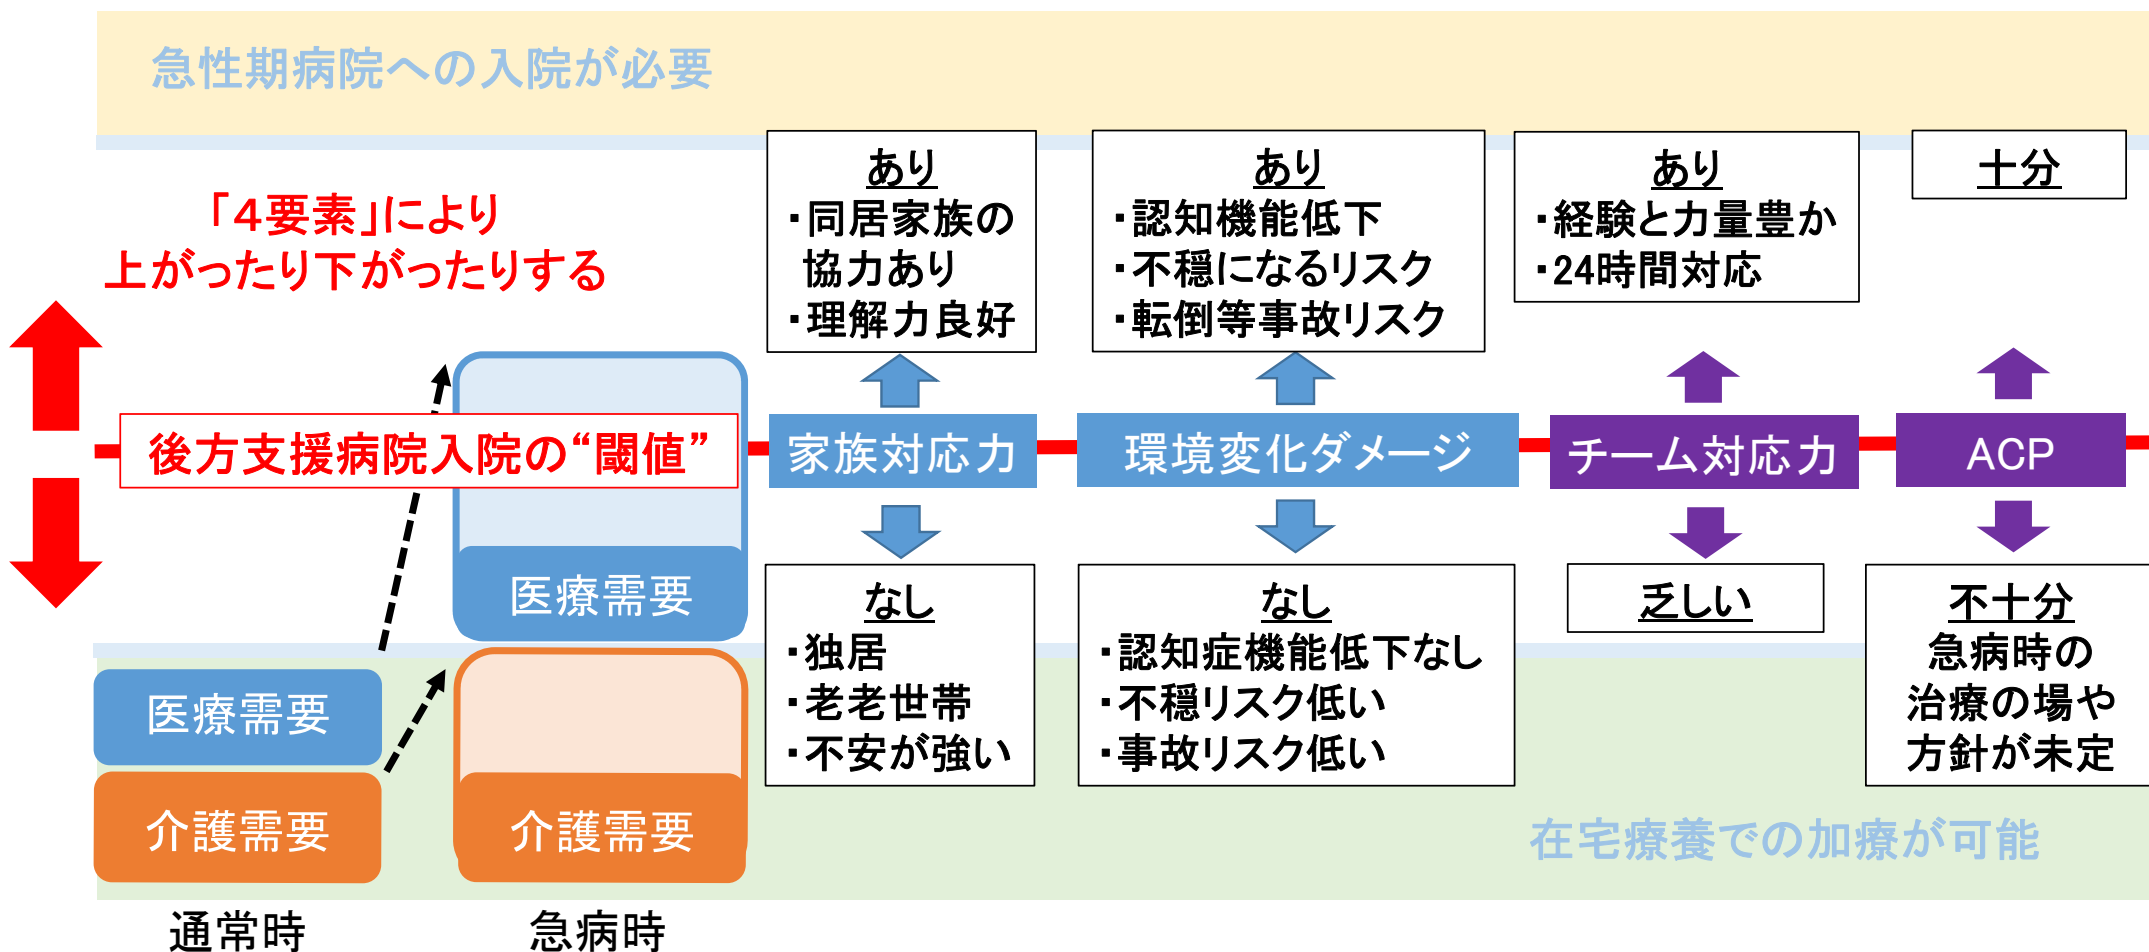 急性期病院への入院が必要
「4要素」により
上がったり下がったりする
あり
・同居家族の
協力あり
・理解力良好
あり
・認知機能低下
・不穏になるリスク
・転倒等事故リスク
あり
・経験と力量豊か
・24時間対応
十分
後方支援病院入院の“閾値”
家族対応力
環境変化ダメージ
チーム対応力
ACP
医療需要
介護需要
医療需要
介護需要
なし
・独居
・老老世帯
・不安が強い
なし
・認知症機能低下なし
・不穏リスク低い
・事故リスク低い
乏しい
不十分
急病時の
治療の場や
方針が未定
在宅療養での加療が可能
通常時
急病時